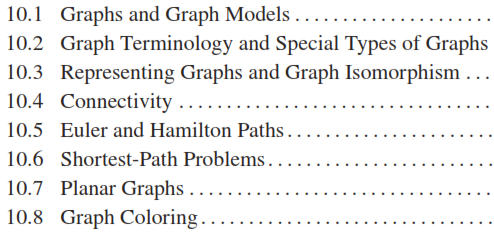 10.1 Graphs and Graph Models . . . . . . . . . . . . . . . . . . . . .
10.2 Graph Terminology and Special Types of Graphs
10.3 Representing Graphs and Graph Isomorphism . . .
10.4 Connectivity . . . . . . . . . . . . . . . . . . . . . . . . . . . . . . . . .
10.5 Euler and Hamilton Paths . . . . . . . . . . . . . . . . . . . . . .
10.6 Shortest-Path Problems . . . . . . . . . . . . . . . . . . . . . . . .
10.7 Planar Graphs . . . . . . . . . . . . . . . . . . . . . . . . . . . . . . . .
10.8 Graph Coloring . . . . . . . . . . . . . . . . . . . . . . . . . . . . . . .